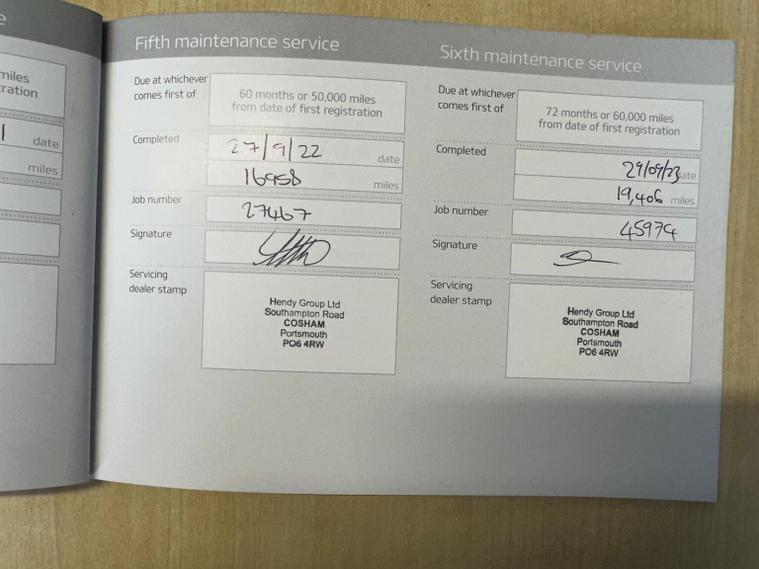 e
miles
ration
1
date
miles
Fifth maintenance service
Due at whichever
comes first of
60 months or 50,000 miles
from date of first registration
Completed
27/9/22
date
16958
miles
Job number
27467
Signature
Servicing
dealer stamp
Hendy Group Ltd
Southampton Road
COSHAM
Portsmouth
PO6 4RW
Sixth maintenance service
Due at whichever
comes first of
72 months or 60,000 miles
from date of first registration
Completed
29/09/23
date
19,406 miles
Job number
45974
Signature
Servicing
dealer stamp
Hendy Group Ltd
Southampton Road
COSHAM
Portsmouth
PO6 4RW